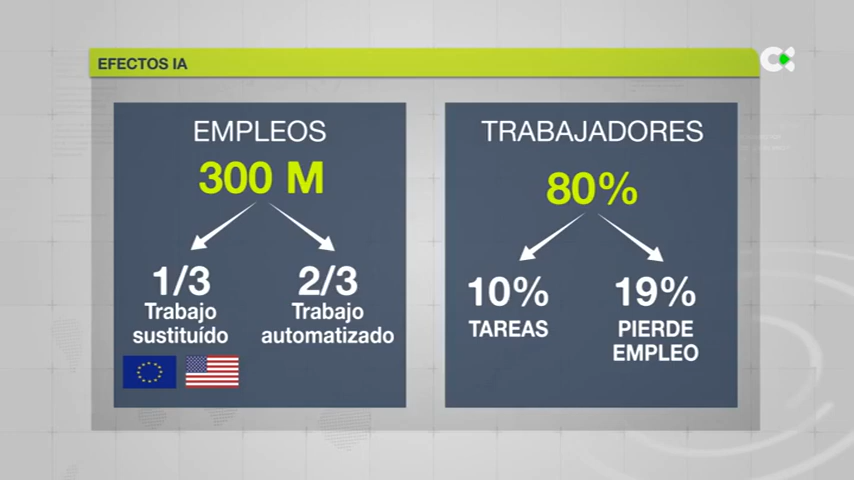 EFECTOS IA
EMPLEOS
300 M
1/3
Trabajo
sustituído
2/3
Trabajo
automatizado
TRABAJADORES
80%
10%
TAREAS
19%
PIERDE
EMPLEO